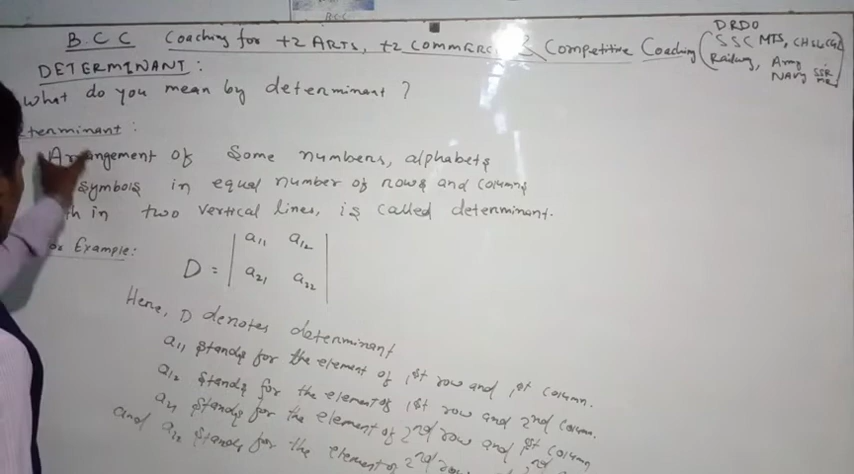 B.C.C Coaching for +2 ARTS, +2 COMMERCE & Competitive Coaching
DRDO
SSC MTS, CHSL, CGL
Railway, Army
NAVY SSR
DETERMINANT:
What do you mean by determinant ?
terminant:
Arrangement of Some numbers, alphabets
symbols in equal number of rows and columns
th in two vertical lines, is called determinant.
or Example:
D = | a11 a12
a21 a22 |
Here, D denotes determinant
a11 stands for the element of 1st row and 1st column.
a12 stands for the element of 1st row and 2nd column.
a21 stands for the element of 2nd row and 1st column
and a22 stands for the element of 2nd row